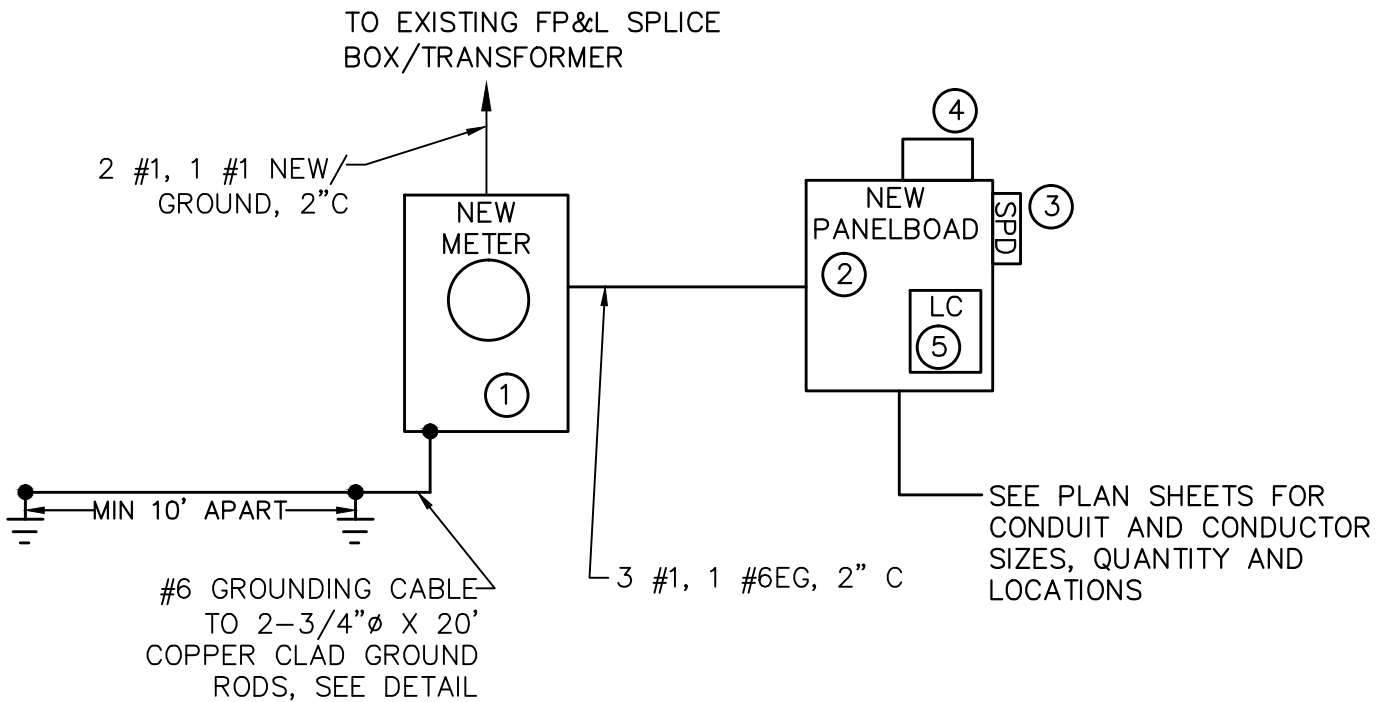 TO EXISTING FP&L SPLICE
BOX/TRANSFORMER
2 #1, 1 #1 NEW/
GROUND, 2”C
NEW
METER
1
4
NEW
PANELBOAD
SPD
3
2
LC
5
MIN 10' APART
#6 GROUNDING CABLE
TO 2-3/4”ø X 20'
COPPER CLAD GROUND
RODS, SEE DETAIL
3 #1, 1 #6EG, 2” C
SEE PLAN SHEETS FOR
CONDUIT AND CONDUCTOR
SIZES, QUANTITY AND
LOCATIONS